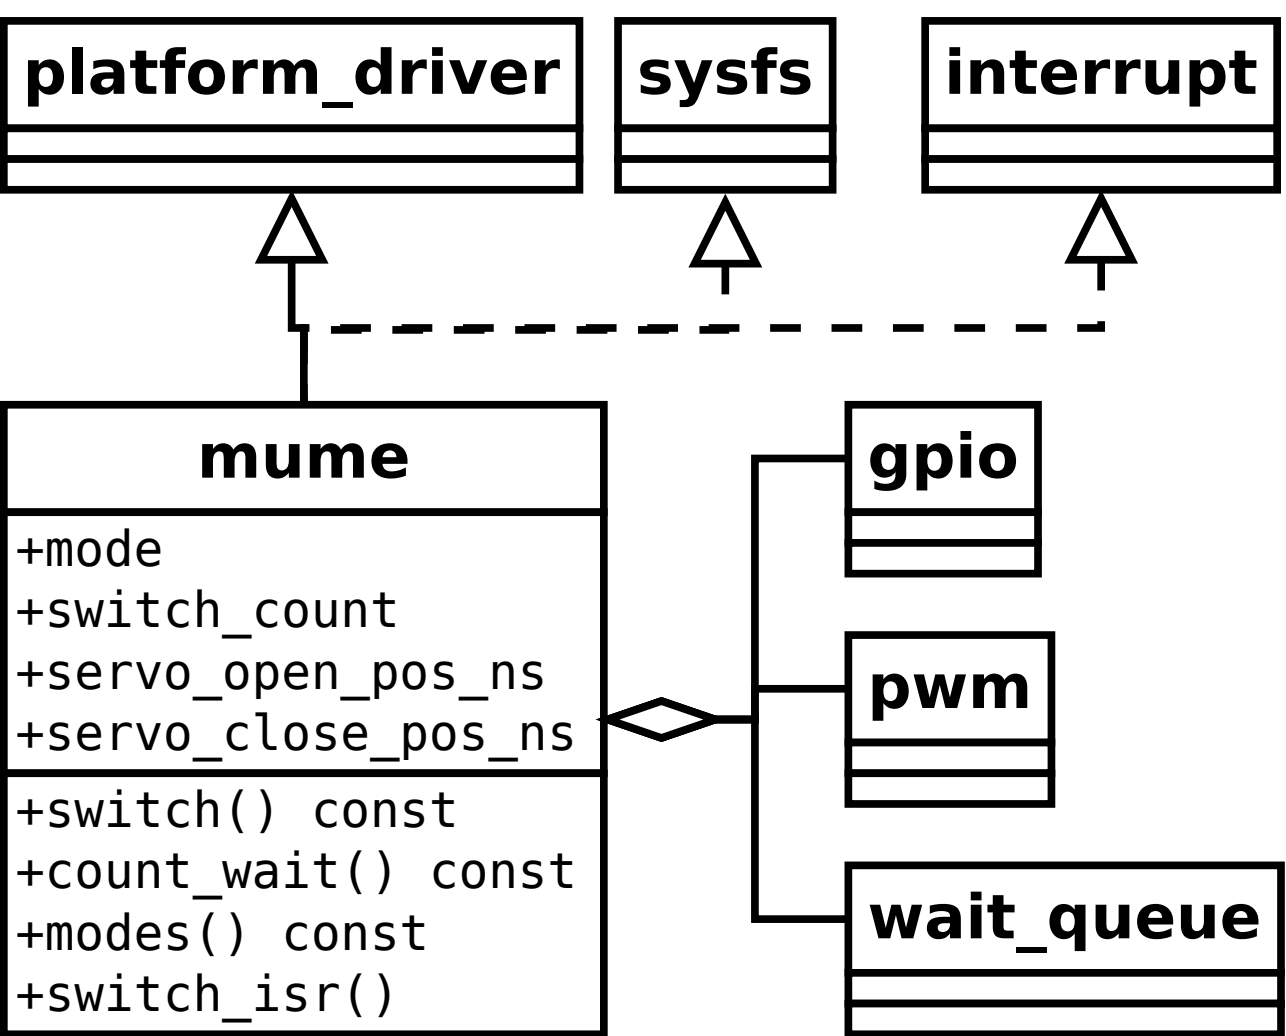 platform_driver
sysfs
interrupt
mume
+mode
+switch_count
+servo_open_pos_ns
+servo_close_pos_ns
+switch() const
+count_wait() const
+modes() const
+switch_isr()
gpio
pwm
wait_queue